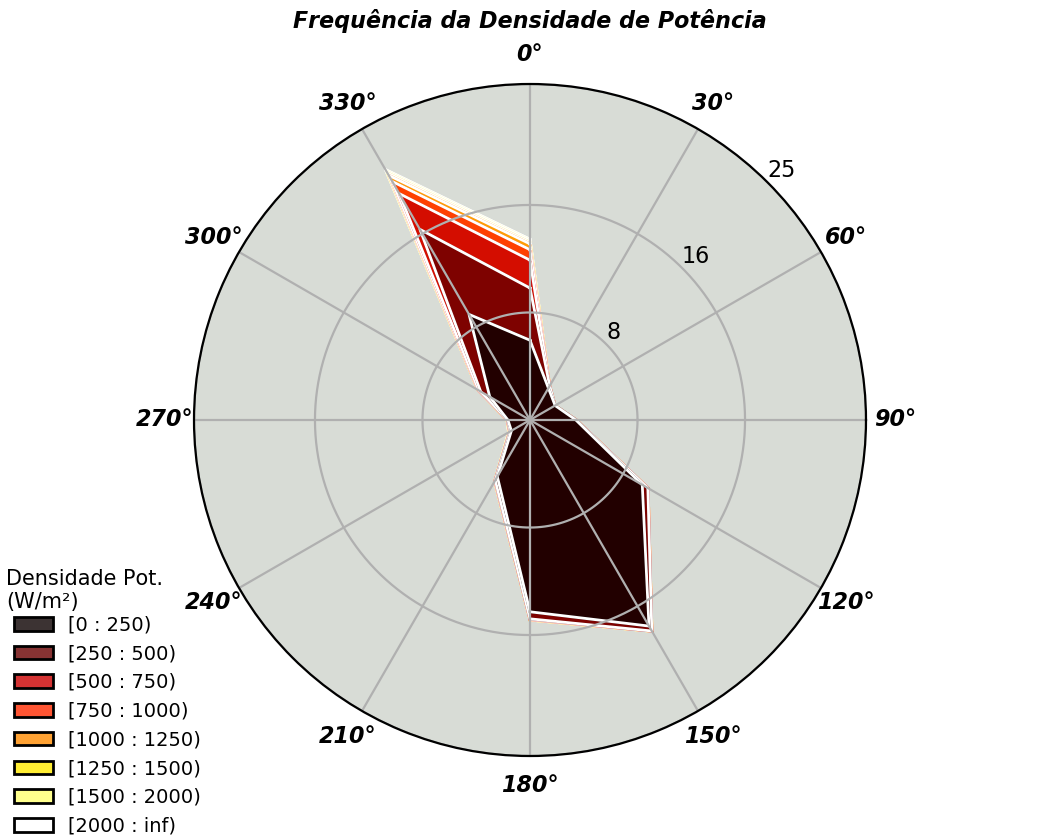 Frequência da Densidade de Potência
0°
330°
30°
25
300°
60°
16
8
270°
90°
240°
120°
210°
150°
180°
Densidade Pot.
(W/m²)
[0 : 250)
[250 : 500)
[500 : 750)
[750 : 1000)
[1000 : 1250)
[1250 : 1500)
[1500 : 2000)
[2000 : inf)